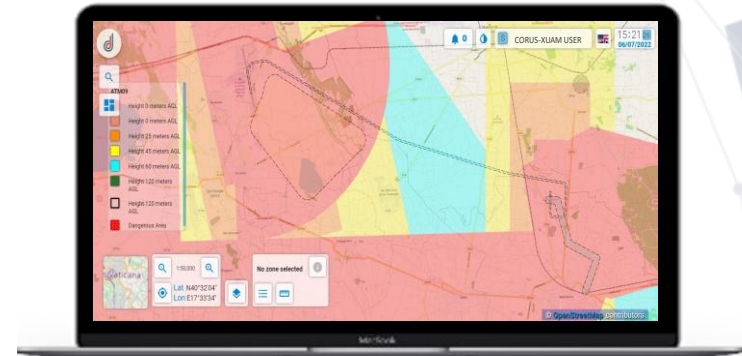 0
CORUS-XUAM USER
15:21
06/07/2022
ATM09
Height 0 meters AGL
Height 0 meters AGL
Height 25 meters AGL
Height 45 meters AGL
Height 60 meters AGL
Height 120 meters AGL
Height 120 meters
AGL
Dangerous Area
aticana
1:50,000
No zone selected
Lat N40°32'04"
Lon E17°33'34"
© OpenStreetMap contributors
MacBook